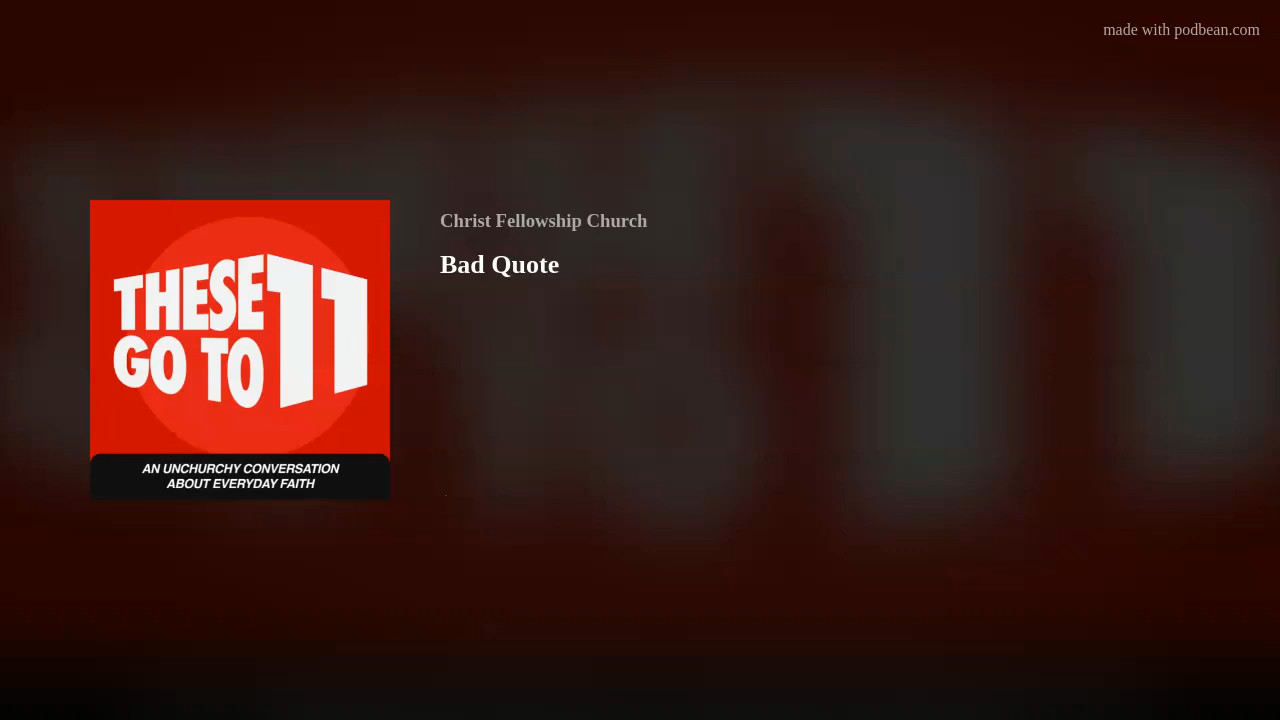 made with podbean.com
Christ Fellowship Church
Bad Quote
THESE
GO TO
11
AN UNCHURCHY CONVERSATION
ABOUT EVERYDAY FAITH